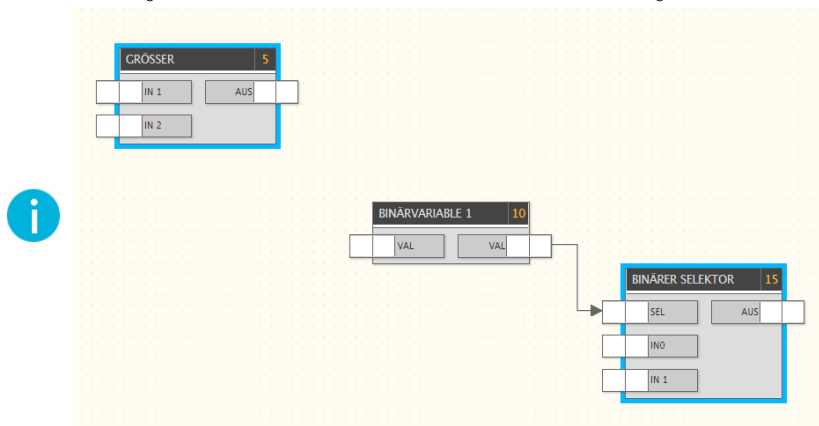 GRÖSSER 5
IN 1 AUS
IN 2
BINÄRVARIABLE 1 10
VAL VAL
BINÄRER SELEKTOR 15
SEL AUS
IN0
IN 1